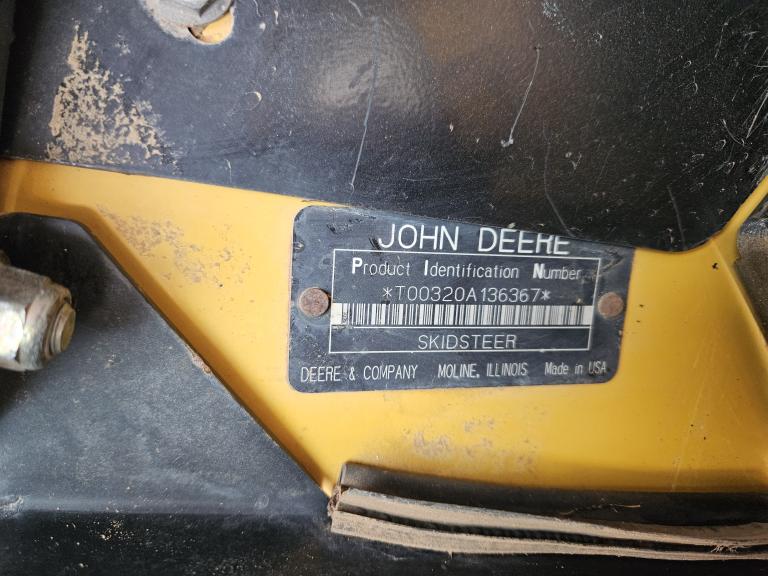 JOHN DEERE
Product Identification Number
*T00320A136367*
SKIDSTEER
DEERE & COMPANY MOLINE, ILLINOIS Made in USA